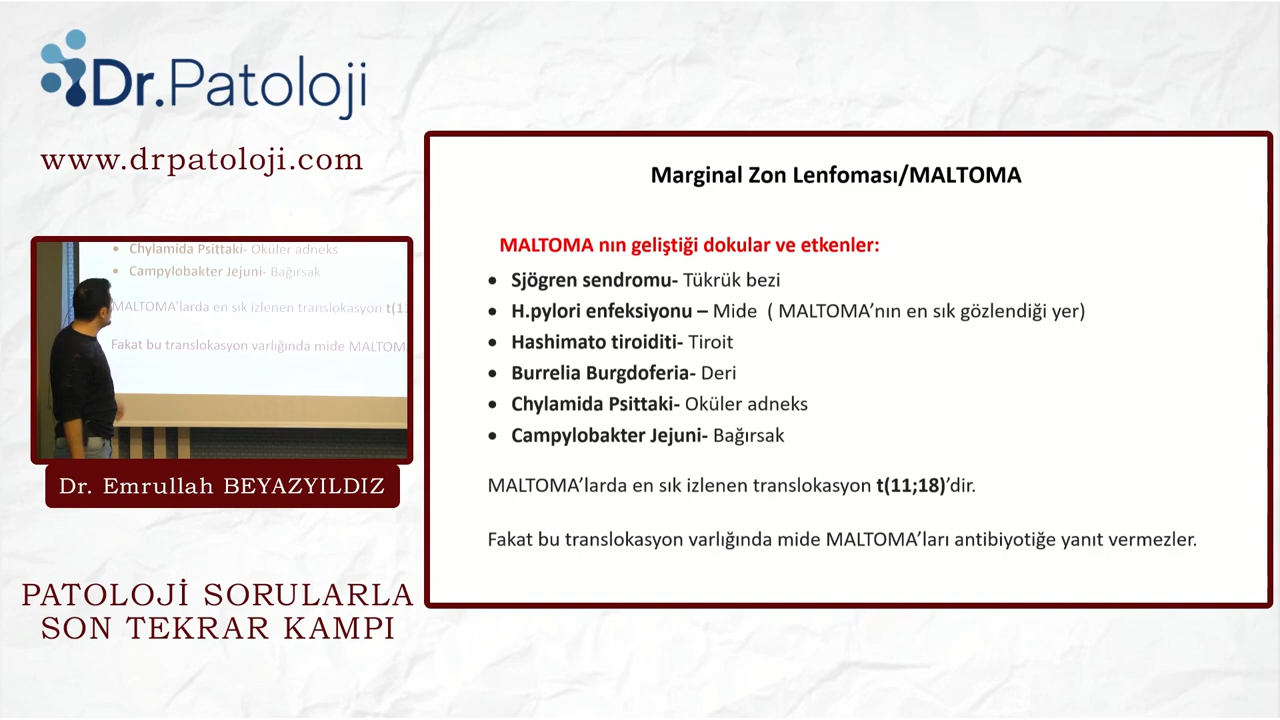 Dr.Patoloji
www.drpatoloji.com
Chylamida Psittaki- Oküler adneks
Campylobakter Jejuni- Bağırsak
MALTOMA'larda en sık izlenen translokasyon t(11
Fakat bu translokasyon varlığında mide MALTOM
Dr. Emrullah BEYAZYILDIZ
PATOLOJİ SORULARLA
SON TEKRAR KAMPI
Marginal Zon Lenfoması/MALTOMA
MALTOMA nın geliştiği dokular ve etkenler:
• Sjögren sendromu- Tükrük bezi
• H.pylori enfeksiyonu – Mide ( MALTOMA'nın en sık gözlendiği yer)
• Hashimato tiroiditi- Tiroit
• Burrelia Burgdoferia- Deri
• Chylamida Psittaki- Oküler adneks
• Campylobakter Jejuni- Bağırsak
MALTOMA'larda en sık izlenen translokasyon t(11;18)'dir.
Fakat bu translokasyon varlığında mide MALTOMA'ları antibiyotiğe yanıt vermezler.